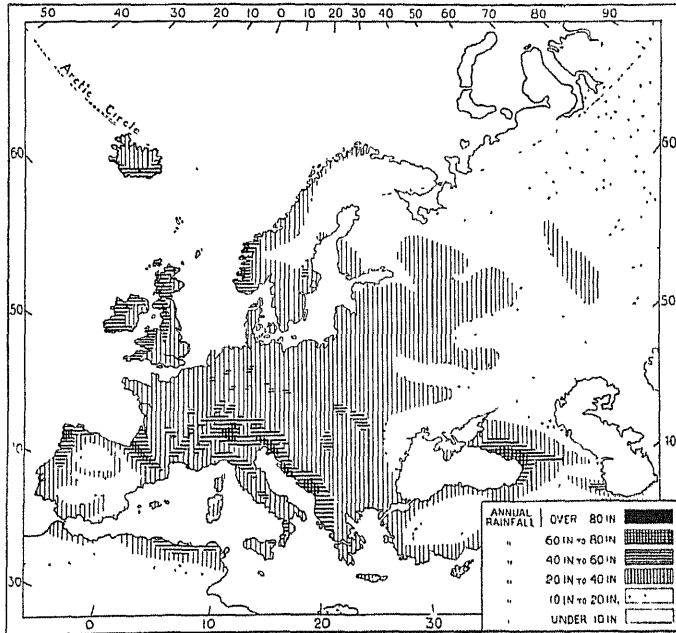 50 40 30 20 10 0 10 20 30 40 50 60 70 80 90
Arctic Circle
60 60
50 50
40 40
30
ANNUAL RAINFALL OVER 80 IN
" 60 IN TO 80 IN
" 40 IN TO 60 IN
" 20 IN TO 40 IN
" 10 IN TO 20 IN.
" UNDER 10 IN
0 10 20 30